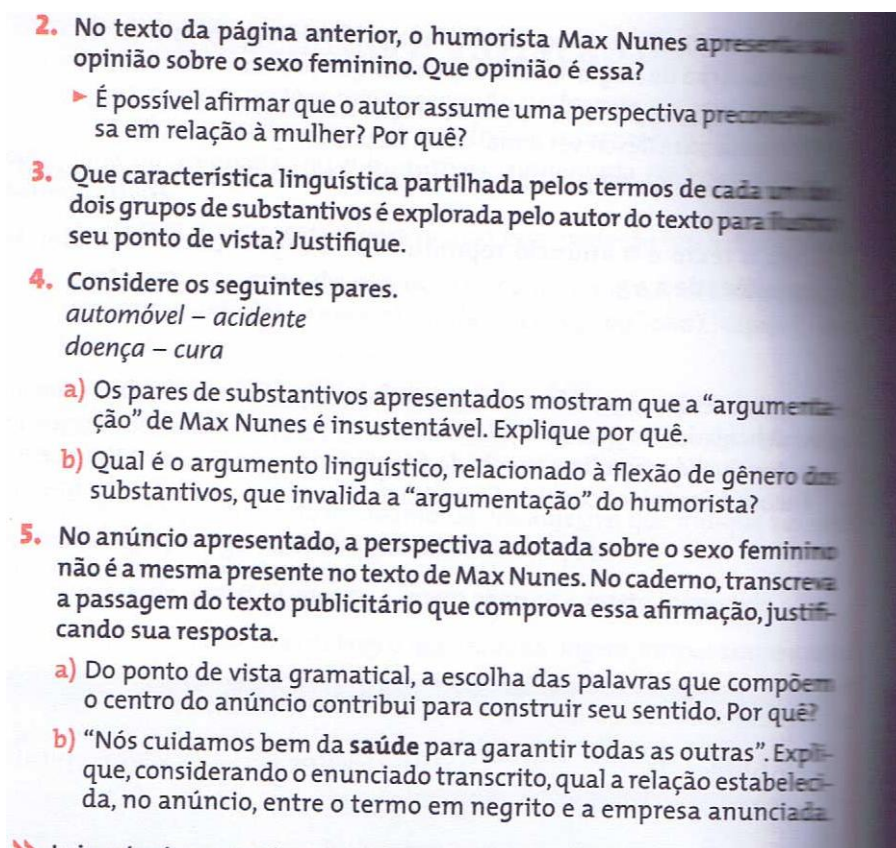 2. No texto da página anterior, o humorista Max Nunes apresenta sua
opinião sobre o sexo feminino. Que opinião é essa?
► É possível afirmar que o autor assume uma perspectiva preconceituo-
sa em relação à mulher? Por quê?
3. Que característica linguística partilhada pelos termos de cada um dos
dois grupos de substantivos é explorada pelo autor do texto para ilustrar
seu ponto de vista? Justifique.
4. Considere os seguintes pares.
automóvel – acidente
doença – cura
a) Os pares de substantivos apresentados mostram que a “argumenta-
ção” de Max Nunes é insustentável. Explique por quê.
b) Qual é o argumento linguístico, relacionado à flexão de gênero dos
substantivos, que invalida a “argumentação” do humorista?
5. No anúncio apresentado, a perspectiva adotada sobre o sexo feminino
não é a mesma presente no texto de Max Nunes. No caderno, transcreva
a passagem do texto publicitário que comprova essa afirmação, justifi-
cando sua resposta.
a) Do ponto de vista gramatical, a escolha das palavras que compõem
o centro do anúncio contribui para construir seu sentido. Por quê?
b) “Nós cuidamos bem da saúde para garantir todas as outras”. Expli-
que, considerando o enunciado transcrito, qual a relação estabeleci-
da, no anúncio, entre o termo em negrito e a empresa anunciada.